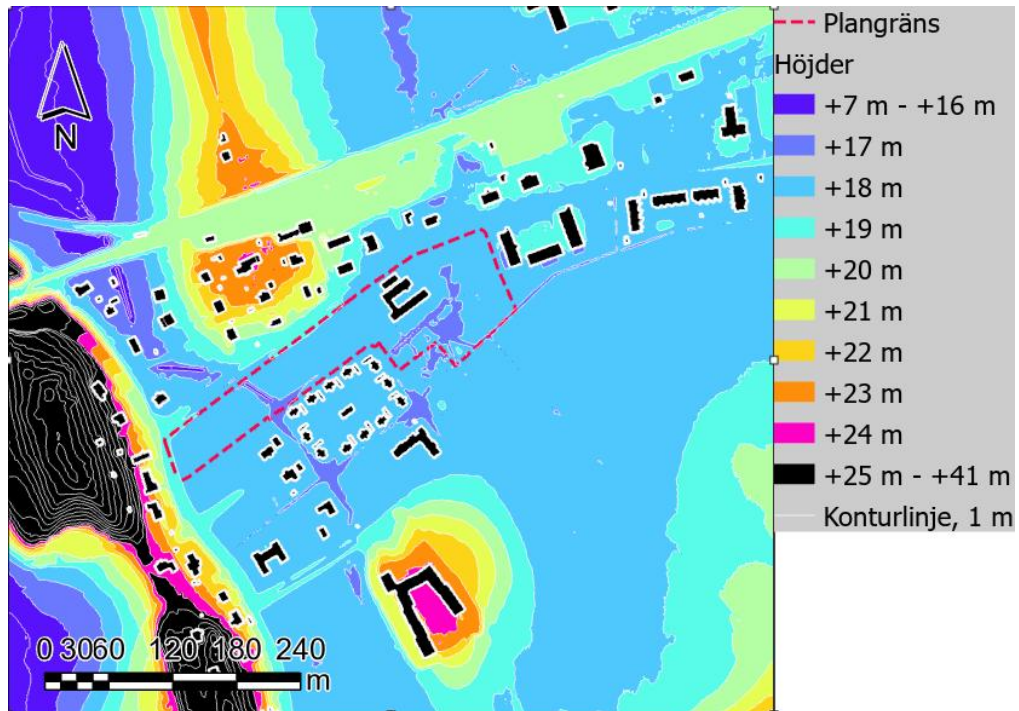 Plangräns
Höjder
+7 m - +16 m
+17 m
+18 m
+19 m
+20 m
+21 m
+22 m
+23 m
+24 m
+25 m - +41 m
Konturlinje, 1 m
N
0 3060 120 180 240
m